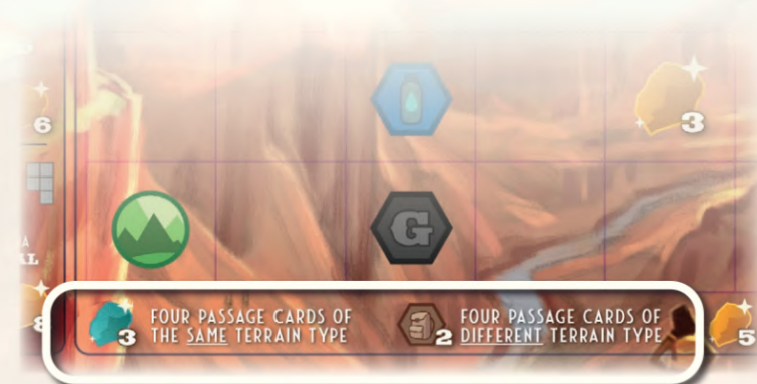 6
3
G
A
AL
8
3 FOUR PASSAGE CARDS OF
THE SAME TERRAIN TYPE
2 FOUR PASSAGE CARDS OF
DIFFERENT TERRAIN TYPE
5